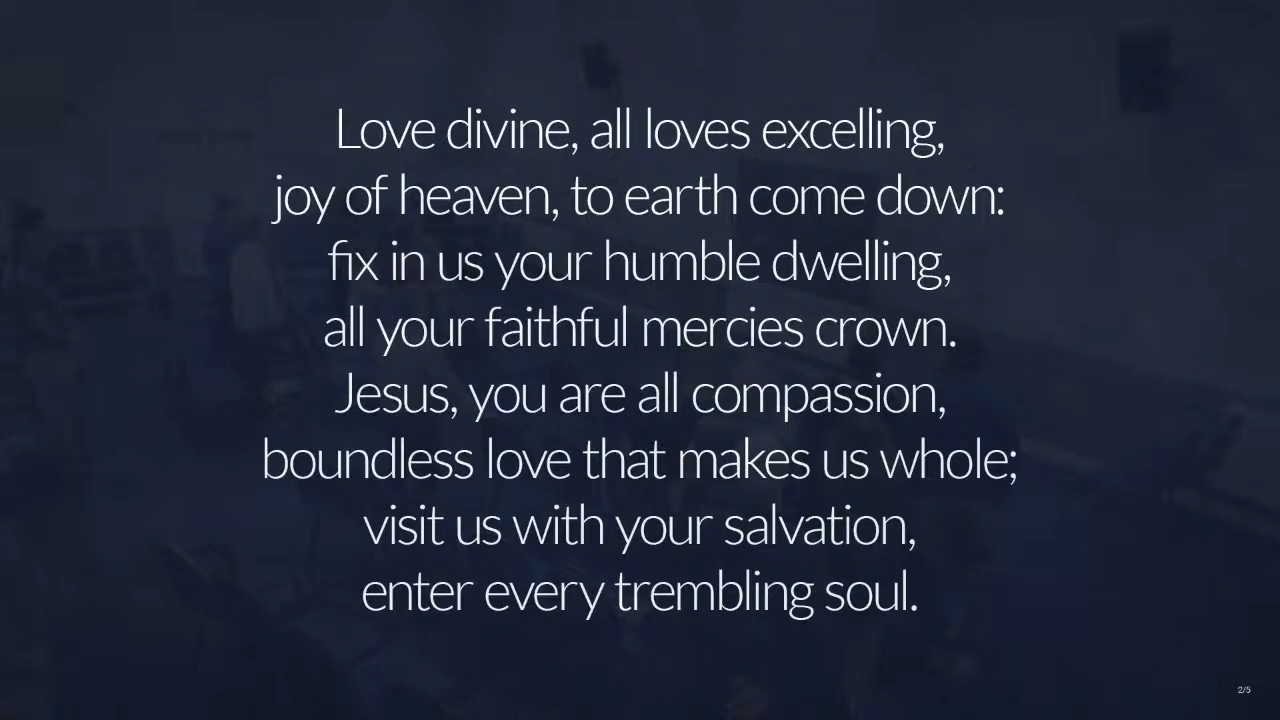 Love divine, all loves excelling,
joy of heaven, to earth come down:
fix in us your humble dwelling,
all your faithful mercies crown.
Jesus, you are all compassion,
boundless love that makes us whole;
visit us with your salvation,
enter every trembling soul.
2/5